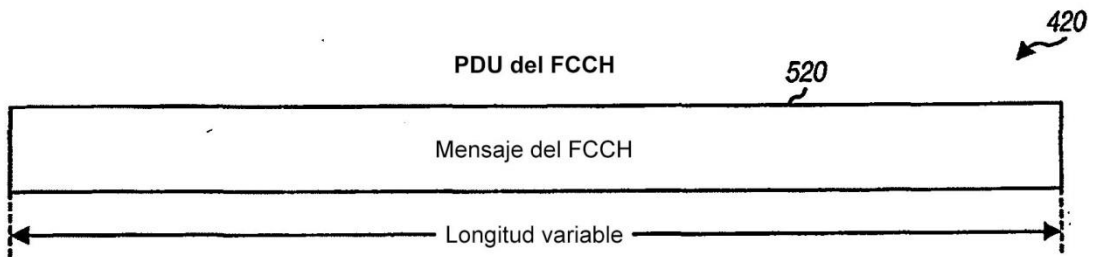 420
PDU del FCCH
520
Mensaje del FCCH
Longitud variable